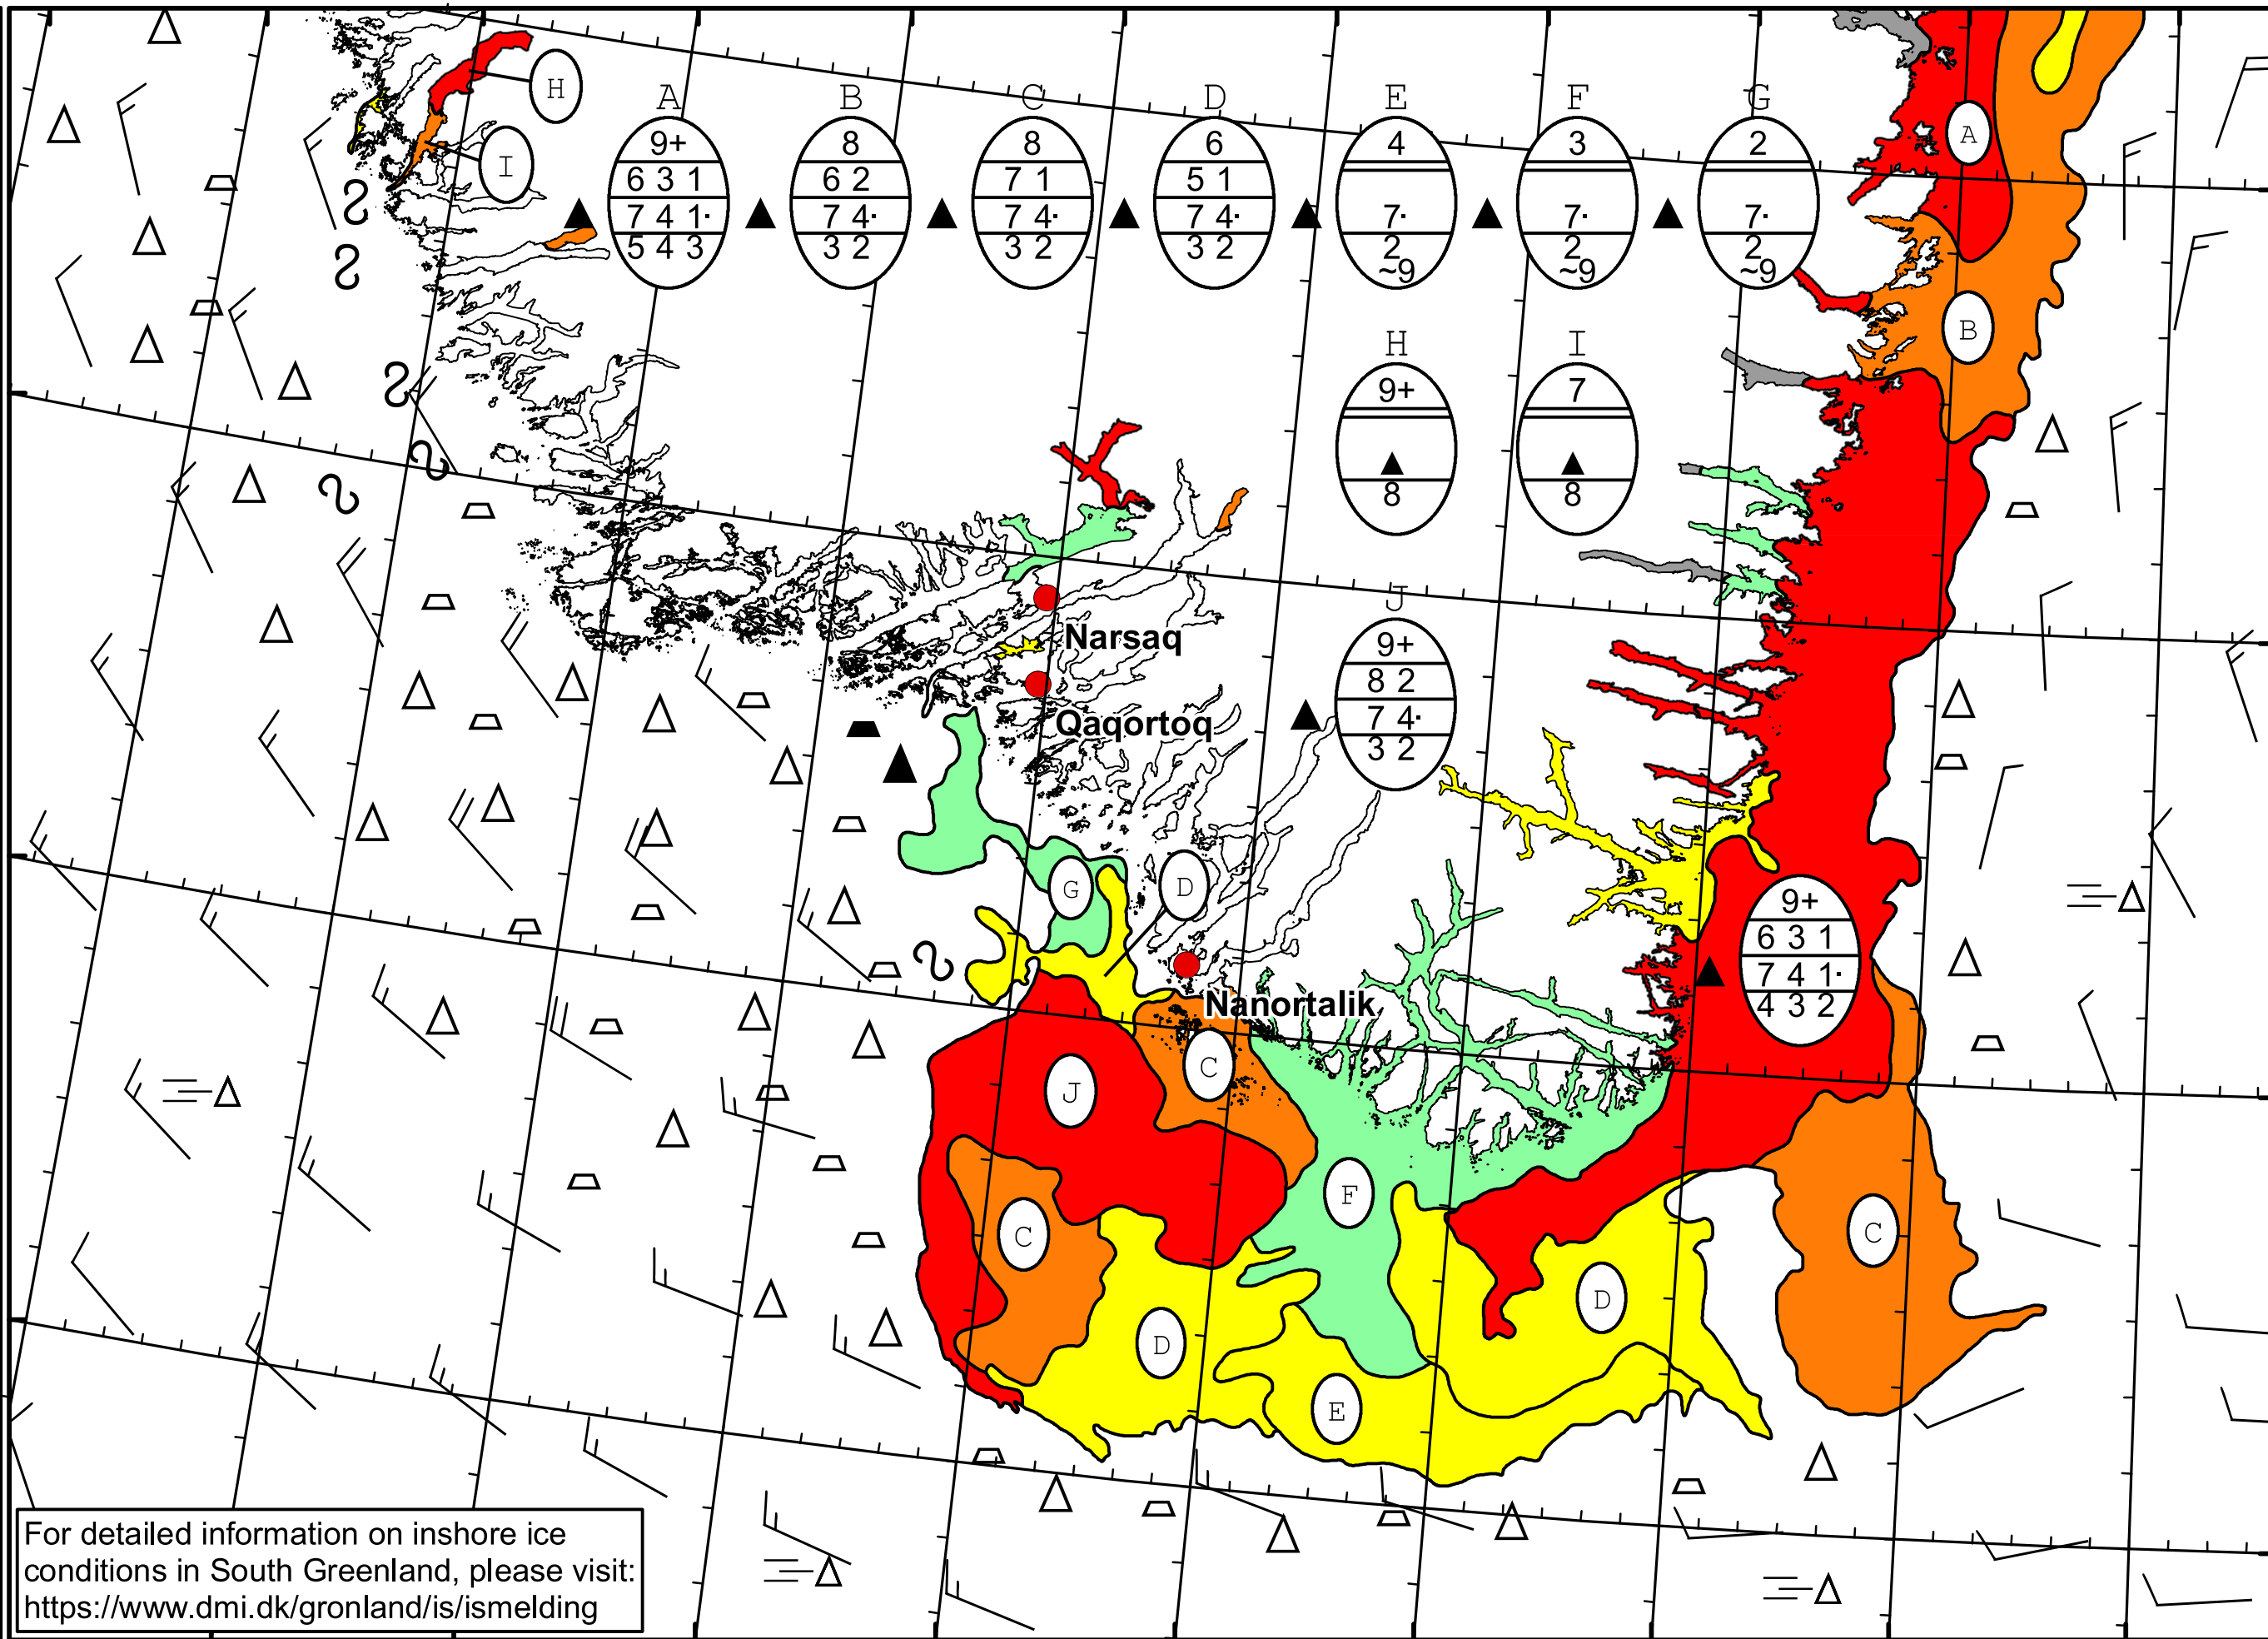 H
I
A
B
C
D
E
F
G
9+
6 3 1
7 4 1·
5 4 3
8
6 2
7 4·
3 2
8
7 1
7 4·
3 2
6
5 1
7 4·
3 2
4
7·
2
~9
3
7·
2
~9
2
7·
2
~9
A
B
H
I
9+
8
7
8
J
9+
8 2
7 4·
3 2
Narsaq
Qaqortoq
G
D
9+
6 3 1
7 4 1·
4 3 2
Nanortalik
C
J
F
C
C
D
D
E
For detailed information on inshore ice
conditions in South Greenland, please visit:
https://www.dmi.dk/gronland/is/ismelding